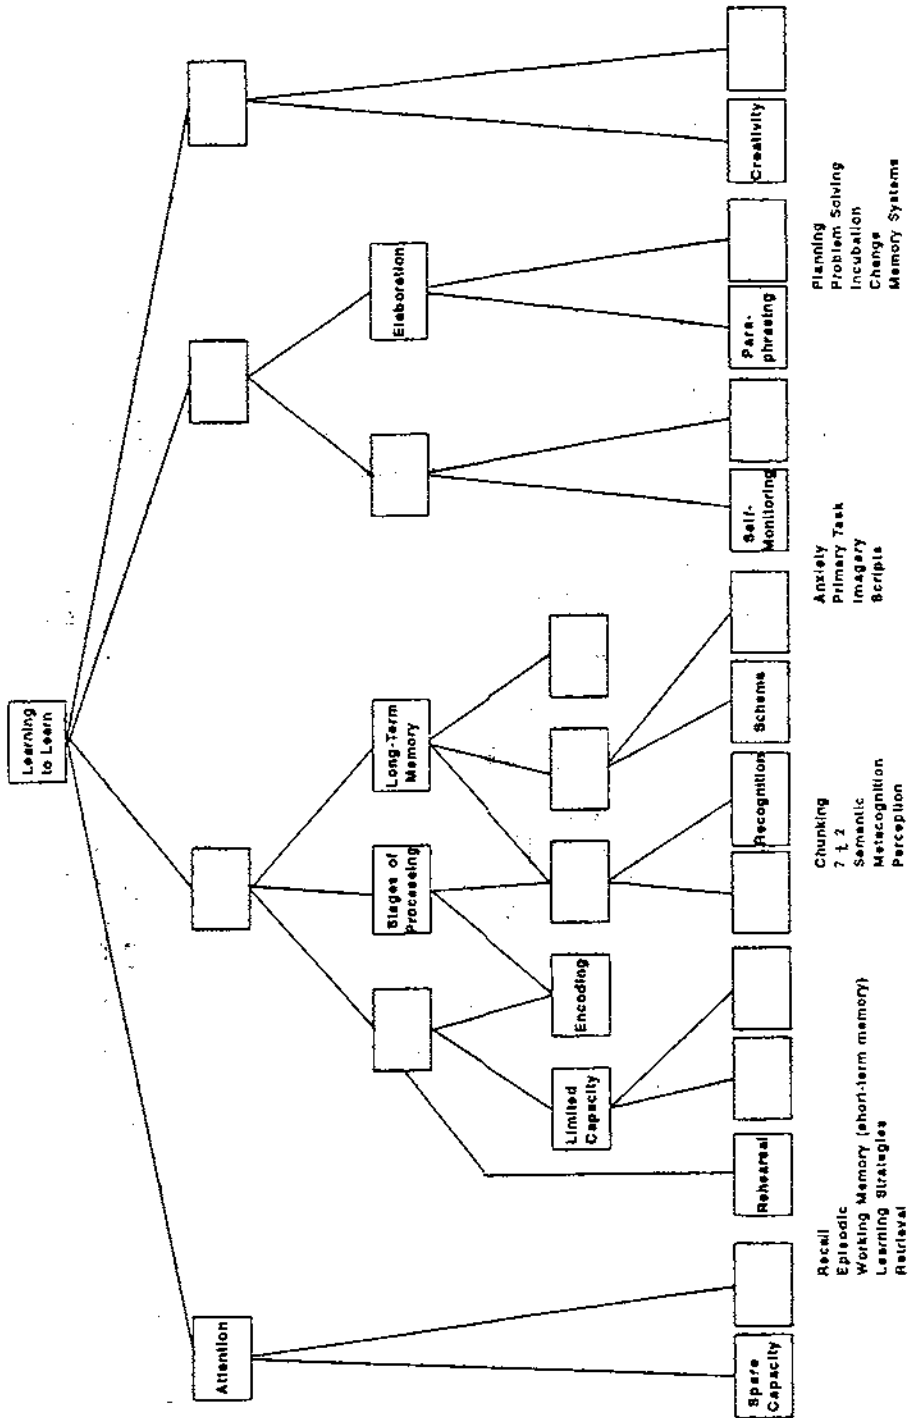 Learning
to Learn
Attention
Stages of
Processing
Long-Term
Memory
Elaboration
Limited
Capacity
Encoding
Spare
Capacity
Rehearsal
Recognition
Schema
Self-
Monitoring
Para-
phrasing
Creativity
Recall
Episodic
Working Memory (short-term memory)
Learning Strategies
Retrieval
Chunking
7 ± 2
Semantic
Metacognition
Perception
Anxiety
Primary Task
Imagery
Scripts
Planning
Problem Solving
Incubation
Change
Memory Systems